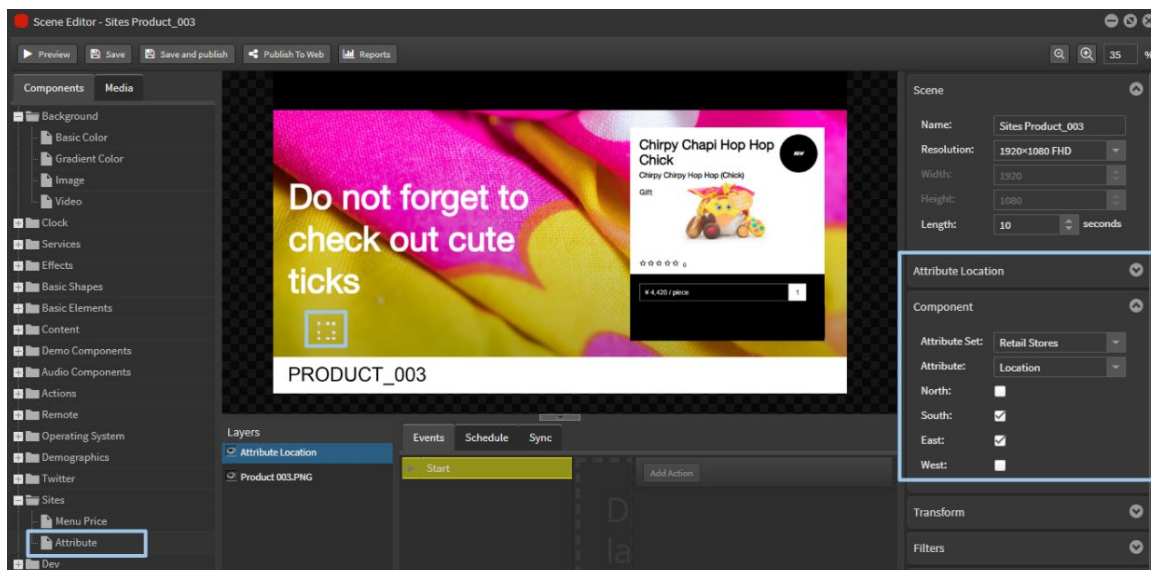 Scene Editor - Sites Product_003
Preview Save Save and publish Publish To Web Reports
35 %
Components Media
Background
Basic Color
Gradient Color
Image
Video
Clock
Services
Effects
Basic Shapes
Basic Elements
Content
Demo Components
Audio Components
Actions
Remote
Operating System
Demographics
Twitter
Sites
Menu Price
Attribute
Dev
Do not forget to
check out cute
ticks
Chirpy Chapi Hop Hop
Chick
NEW
Chirpy Chirpy Hop Hop (Chick)
Gift
0
¥ 4,420 / piece 1
PRODUCT_003
Layers
Attribute Location
Product 003.PNG
Events Schedule Sync
Start
Add Action
D
la
Scene
Name: Sites Product_003
Resolution: 1920×1080 FHD
Width: 1920
Height: 1080
Length: 10 seconds
Attribute Location
Component
Attribute Set: Retail Stores
Attribute: Location
North:
South:
East:
West:
Transform
Filters